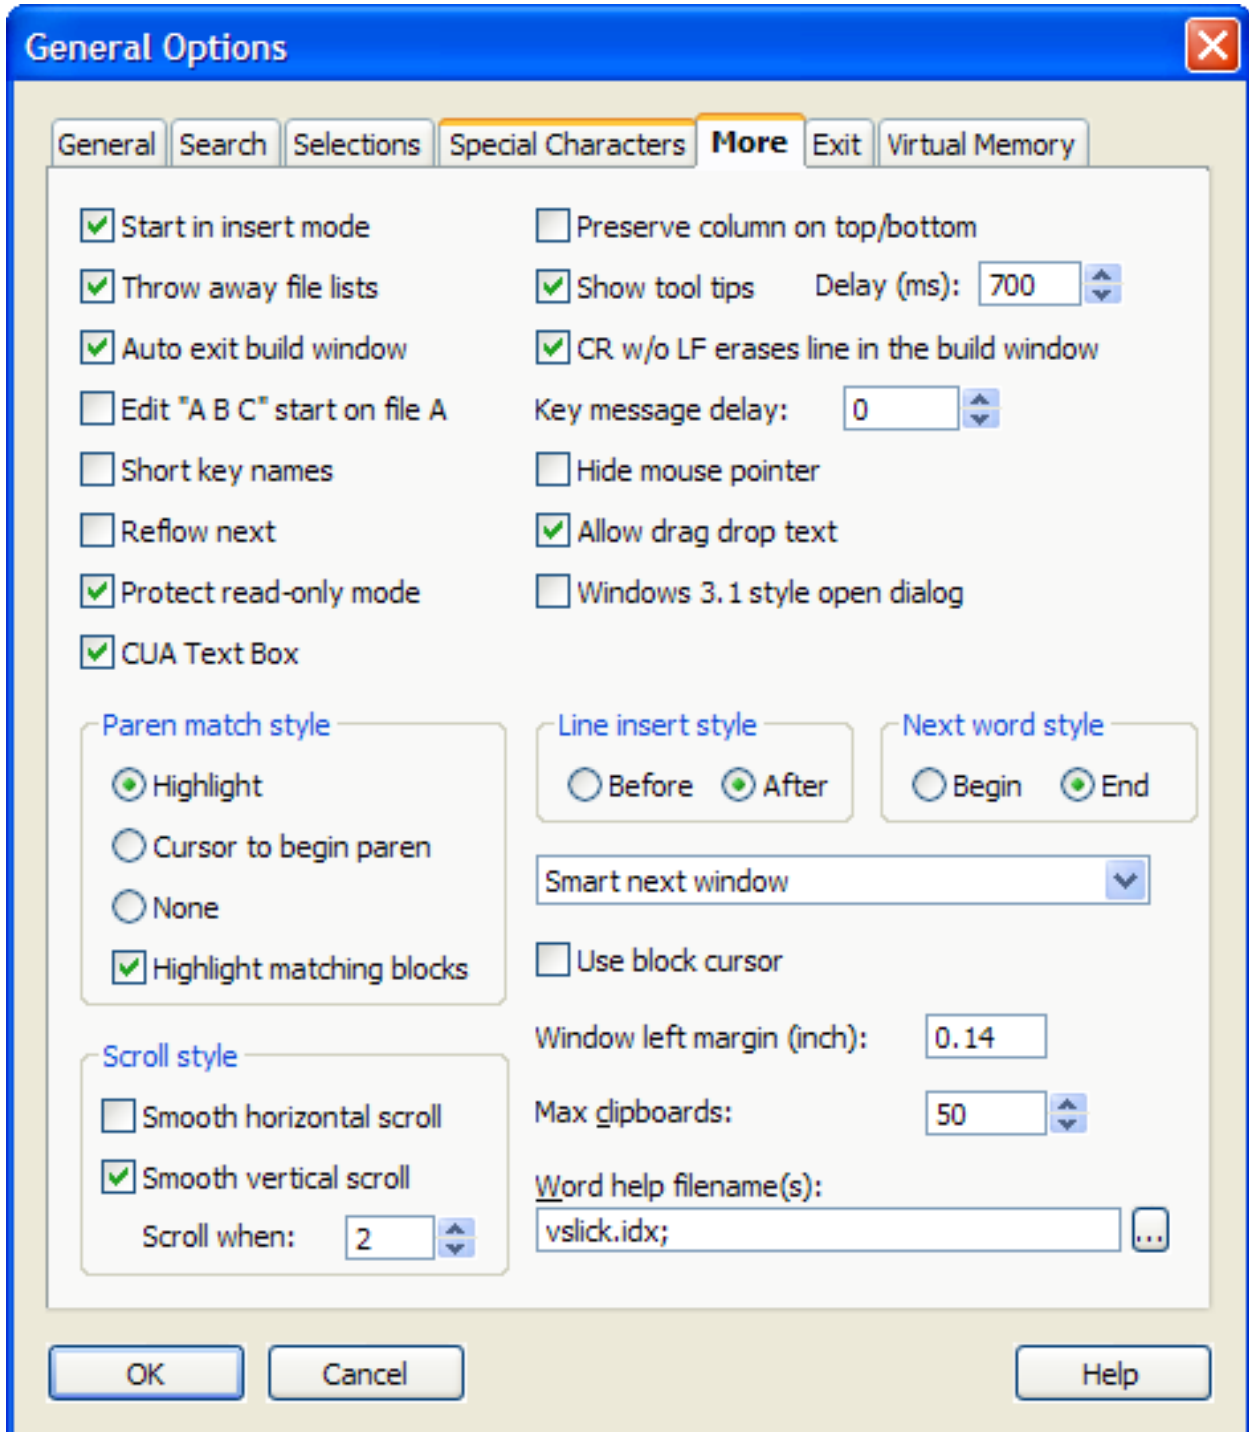 General Options
General Search Selections Special Characters More Exit Virtual Memory
Start in insert mode
Preserve column on top/bottom
Throw away file lists
Show tool tips Delay (ms): 700
Auto exit build window
CR w/o LF erases line in the build window
Edit "A B C" start on file A
Key message delay: 0
Short key names
Hide mouse pointer
Reflow next
Allow drag drop text
Protect read-only mode
Windows 3.1 style open dialog
CUA Text Box
Paren match style
Highlight
Cursor to begin paren
None
Highlight matching blocks
Line insert style
Before After
Next word style
Begin End
Smart next window
Use block cursor
Window left margin (inch): 0.14
Max clipboards: 50
Word help filename(s):
vslick.idx;
...
Scroll style
Smooth horizontal scroll
Smooth vertical scroll
Scroll when: 2
OK Cancel Help